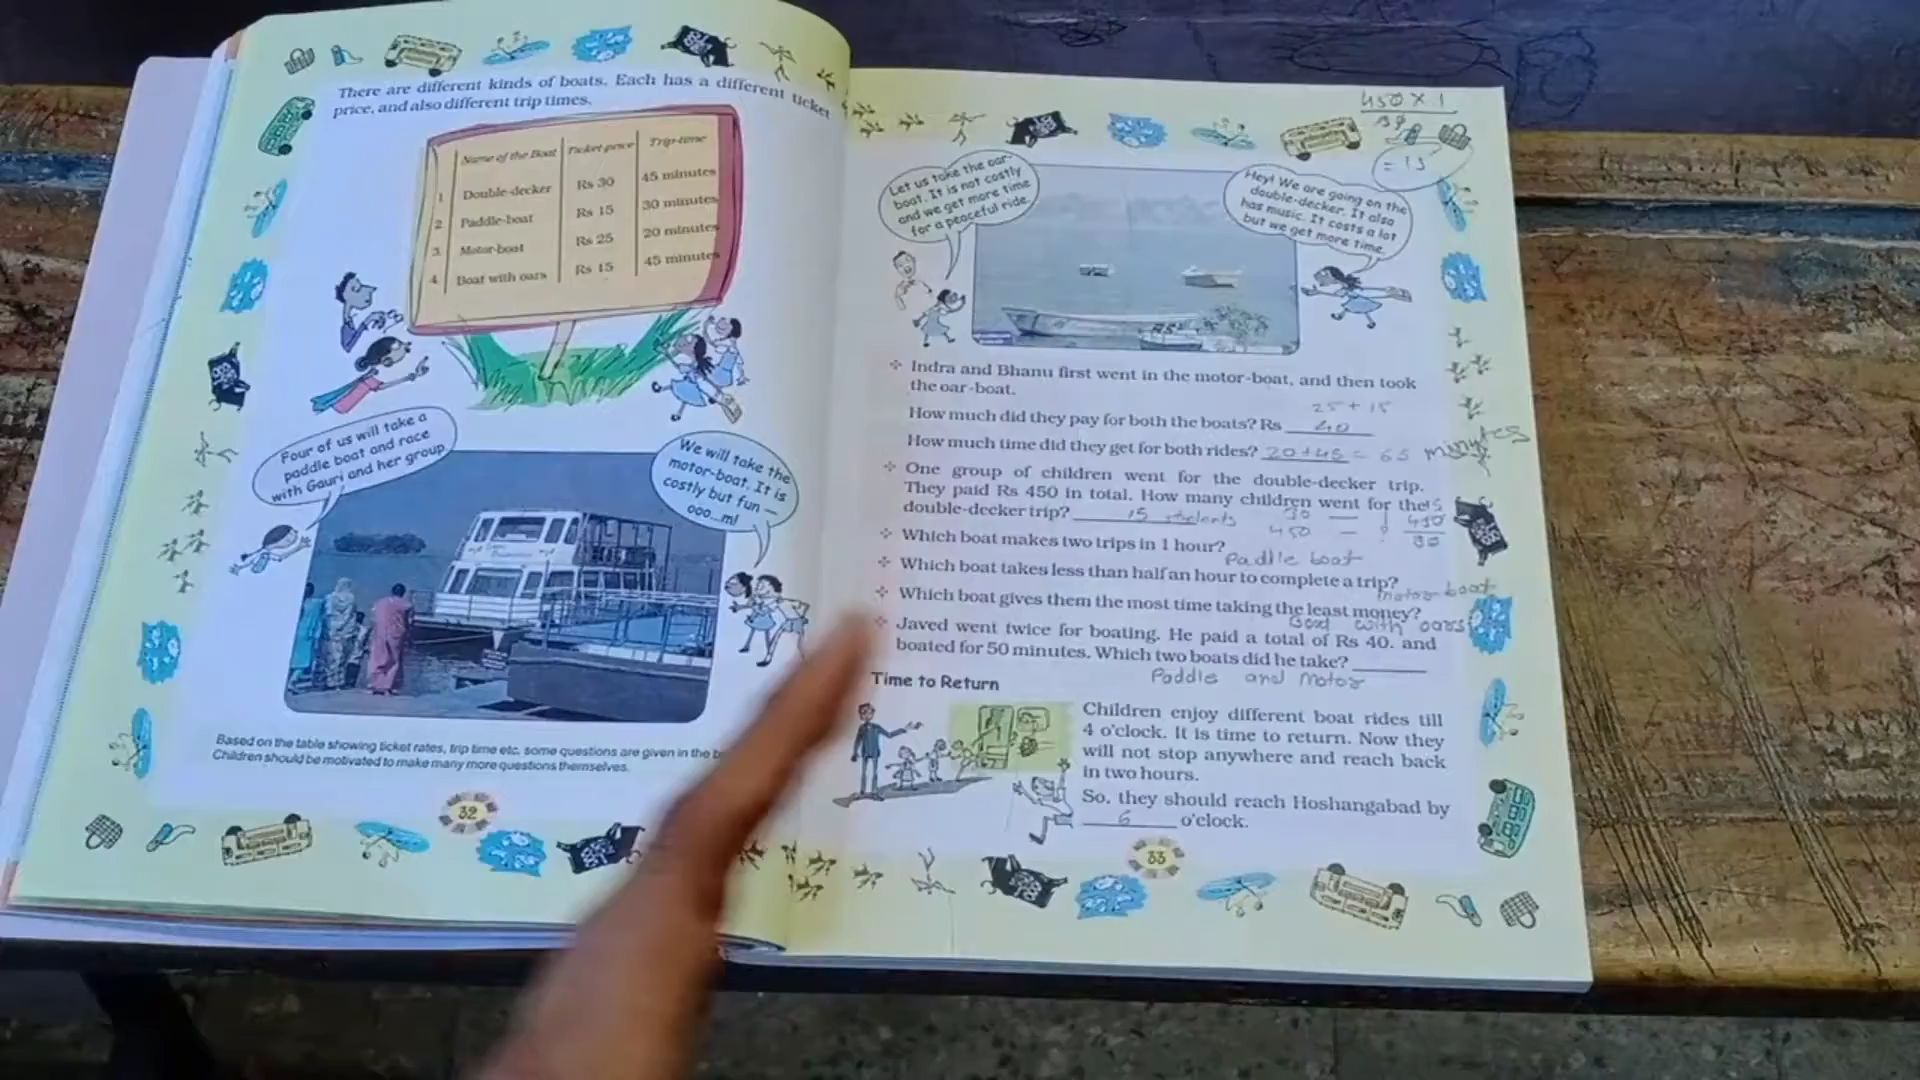 There are different kinds of boats. Each has a different ticket
price, and also different trip times.
Name of the Boat Ticket-price Trip-time
1 Double-decker Rs 30 45 minutes
2. Paddle-boat Rs 15 30 minutes
3. Motor-boat Rs 25 20 minutes
4. Boat with oars Rs 15 45 minutes
Four of us will take a
paddle boat and race
with Gauri and her group
We will take the
motor-boat. It is
costly but fun —
ooo...m!
Based on the table showing ticket rates, trip time etc, some questions are given in the
Children should be motivated to make many more questions themselves.
32
450 X 1
= 15
Let us take the oar-
boat. It is not costly
and we get more time
for a peaceful ride.
Hey! We are going on the
double-decker. It also
has music. It costs a lot
but we get more time.
Indra and Bhanu first went in the motor-boat, and then took
the oar-boat.
25 + 15
How much did they pay for both the boats? Rs 40
How much time did they get for both rides? 20+45 = 65 minutes
One group of children went for the double-decker trip.
They paid Rs 450 in total. How many children went for the
double-decker trip? 15 students
30 — 1
450 — ?
450
30
Which boat makes two trips in 1 hour?
Paddle boat
Which boat takes less than half an hour to complete a trip?
motor boat
Which boat gives them the most time taking the least money?
Boat with oars
Javed went twice for boating. He paid a total of Rs 40. and
boated for 50 minutes. Which two boats did he take?
Paddle and Motor
Time to Return
Children enjoy different boat rides till
4 o'clock. It is time to return. Now they
will not stop anywhere and reach back
in two hours.
So, they should reach Hoshangabad by
6 o'clock.
33